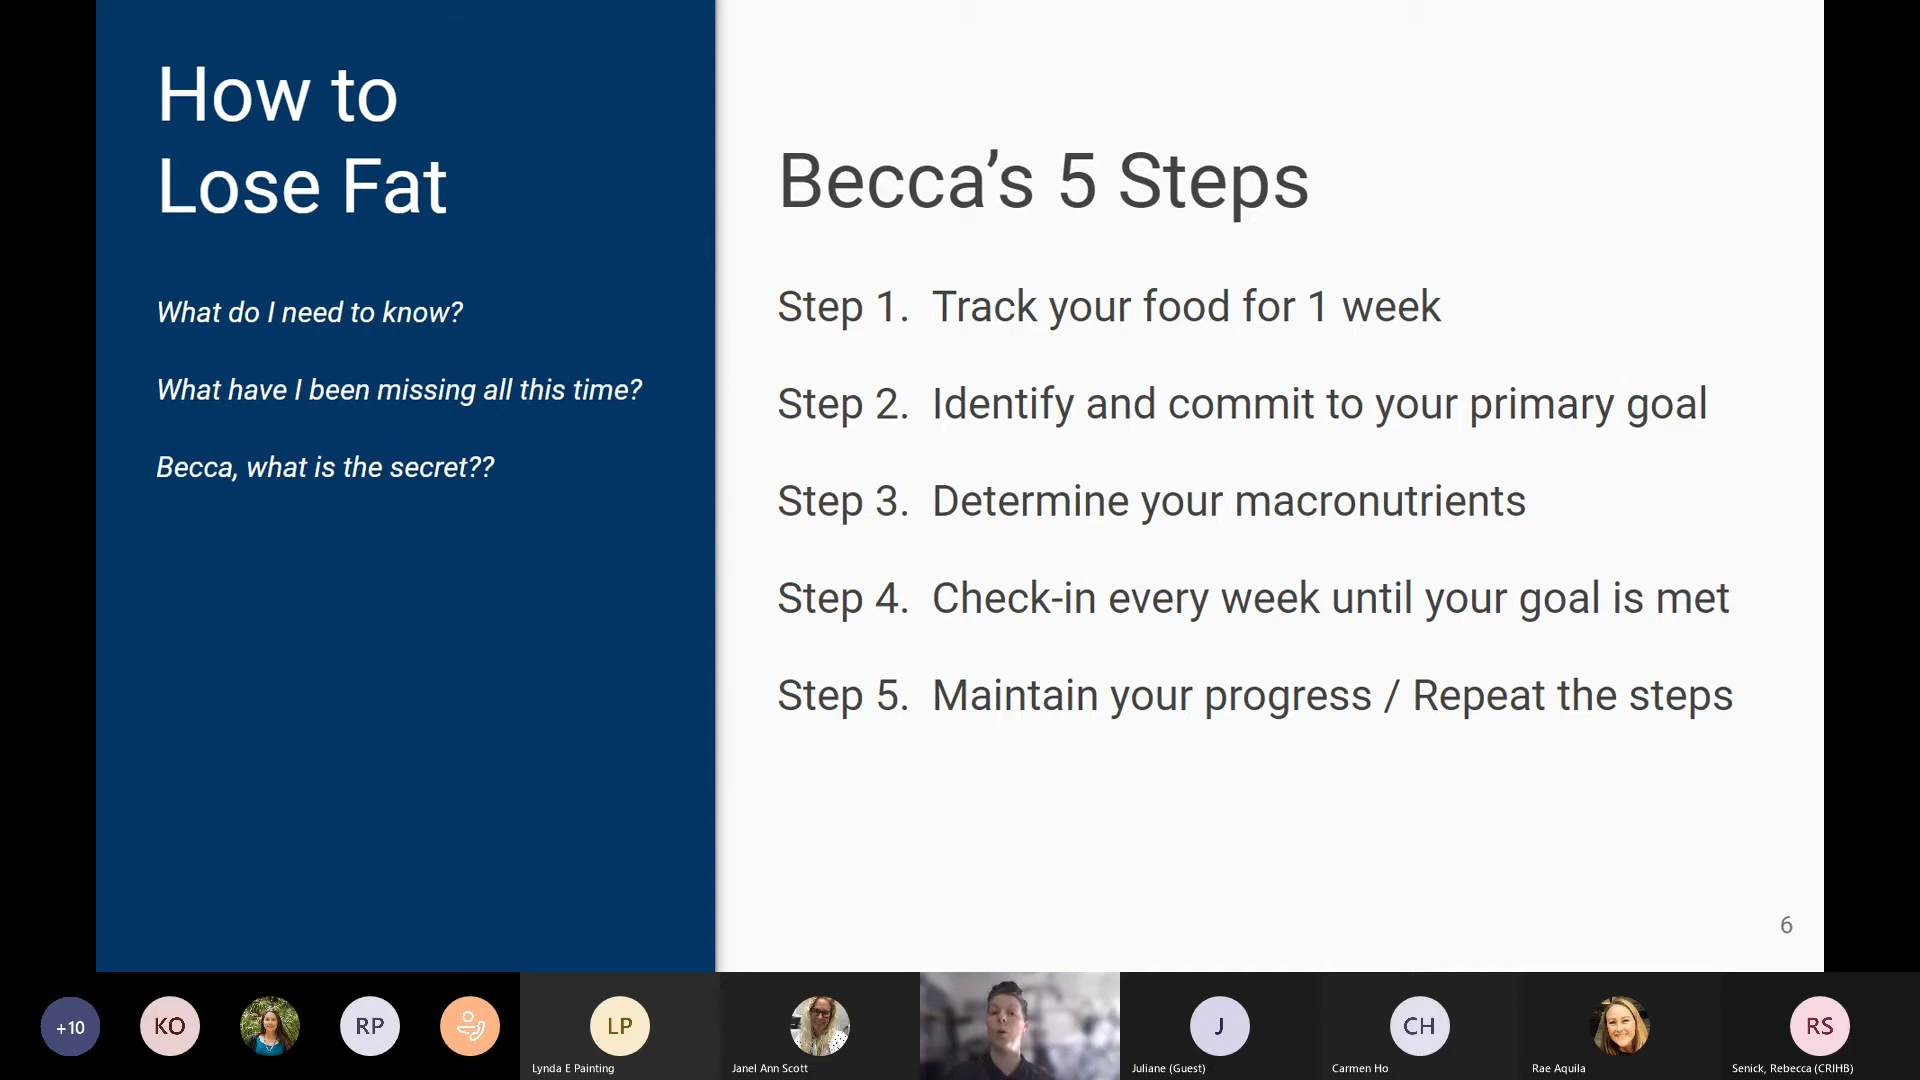 How to
Lose Fat
What do I need to know?
What have I been missing all this time?
Becca, what is the secret??
Becca’s 5 Steps
Step 1. Track your food for 1 week
Step 2. Identify and commit to your primary goal
Step 3. Determine your macronutrients
Step 4. Check-in every week until your goal is met
Step 5. Maintain your progress / Repeat the steps
6
+10
KO
RP
LP
Lynda E Painting
Janel Ann Scott
J
Juliane (Guest)
CH
Carmen Ho
Rae Aquila
RS
Senick, Rebecca (CRIHB)